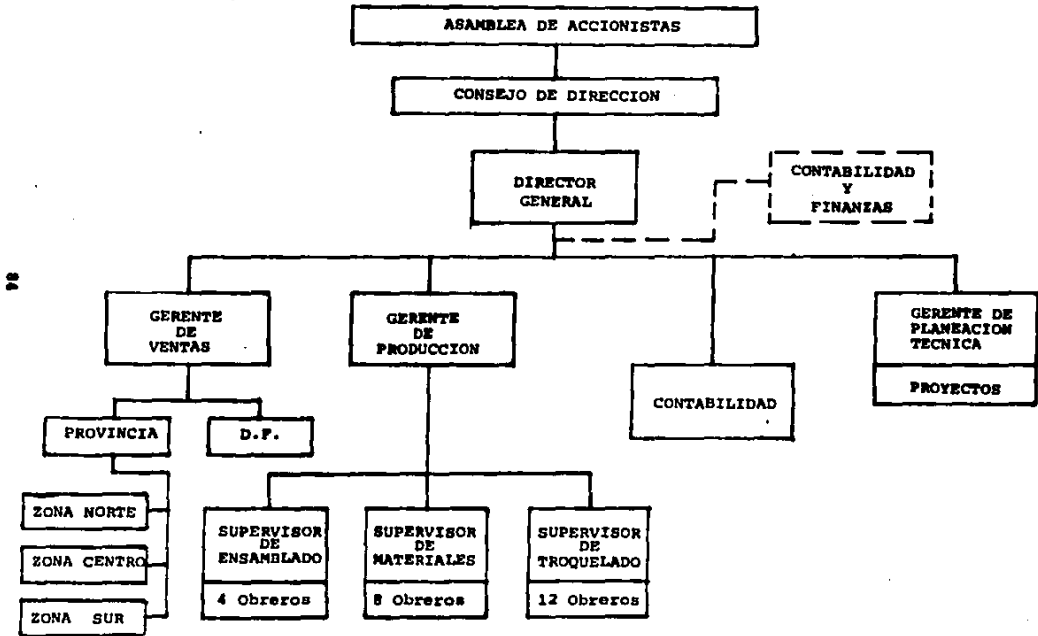 ASAMBLEA DE ACCIONISTAS
CONSEJO DE DIRECCION
DIRECTOR
GENERAL
CONTABILIDAD
Y
FINANZAS
84
GERENTE
DE
VENTAS
GERENTE
DE
PRODUCCION
CONTABILIDAD
GERENTE DE
PLANEACION
TECNICA
PROYECTOS
PROVINCIA
D.F.
ZONA NORTE
ZONA CENTRO
ZONA SUR
SUPERVISOR
DE
ENSAMBLADO
4 Obreros
SUPERVISOR
DE
MATERIALES
8 Obreros
SUPERVISOR
DE
TROQUELADO
12 Obreros